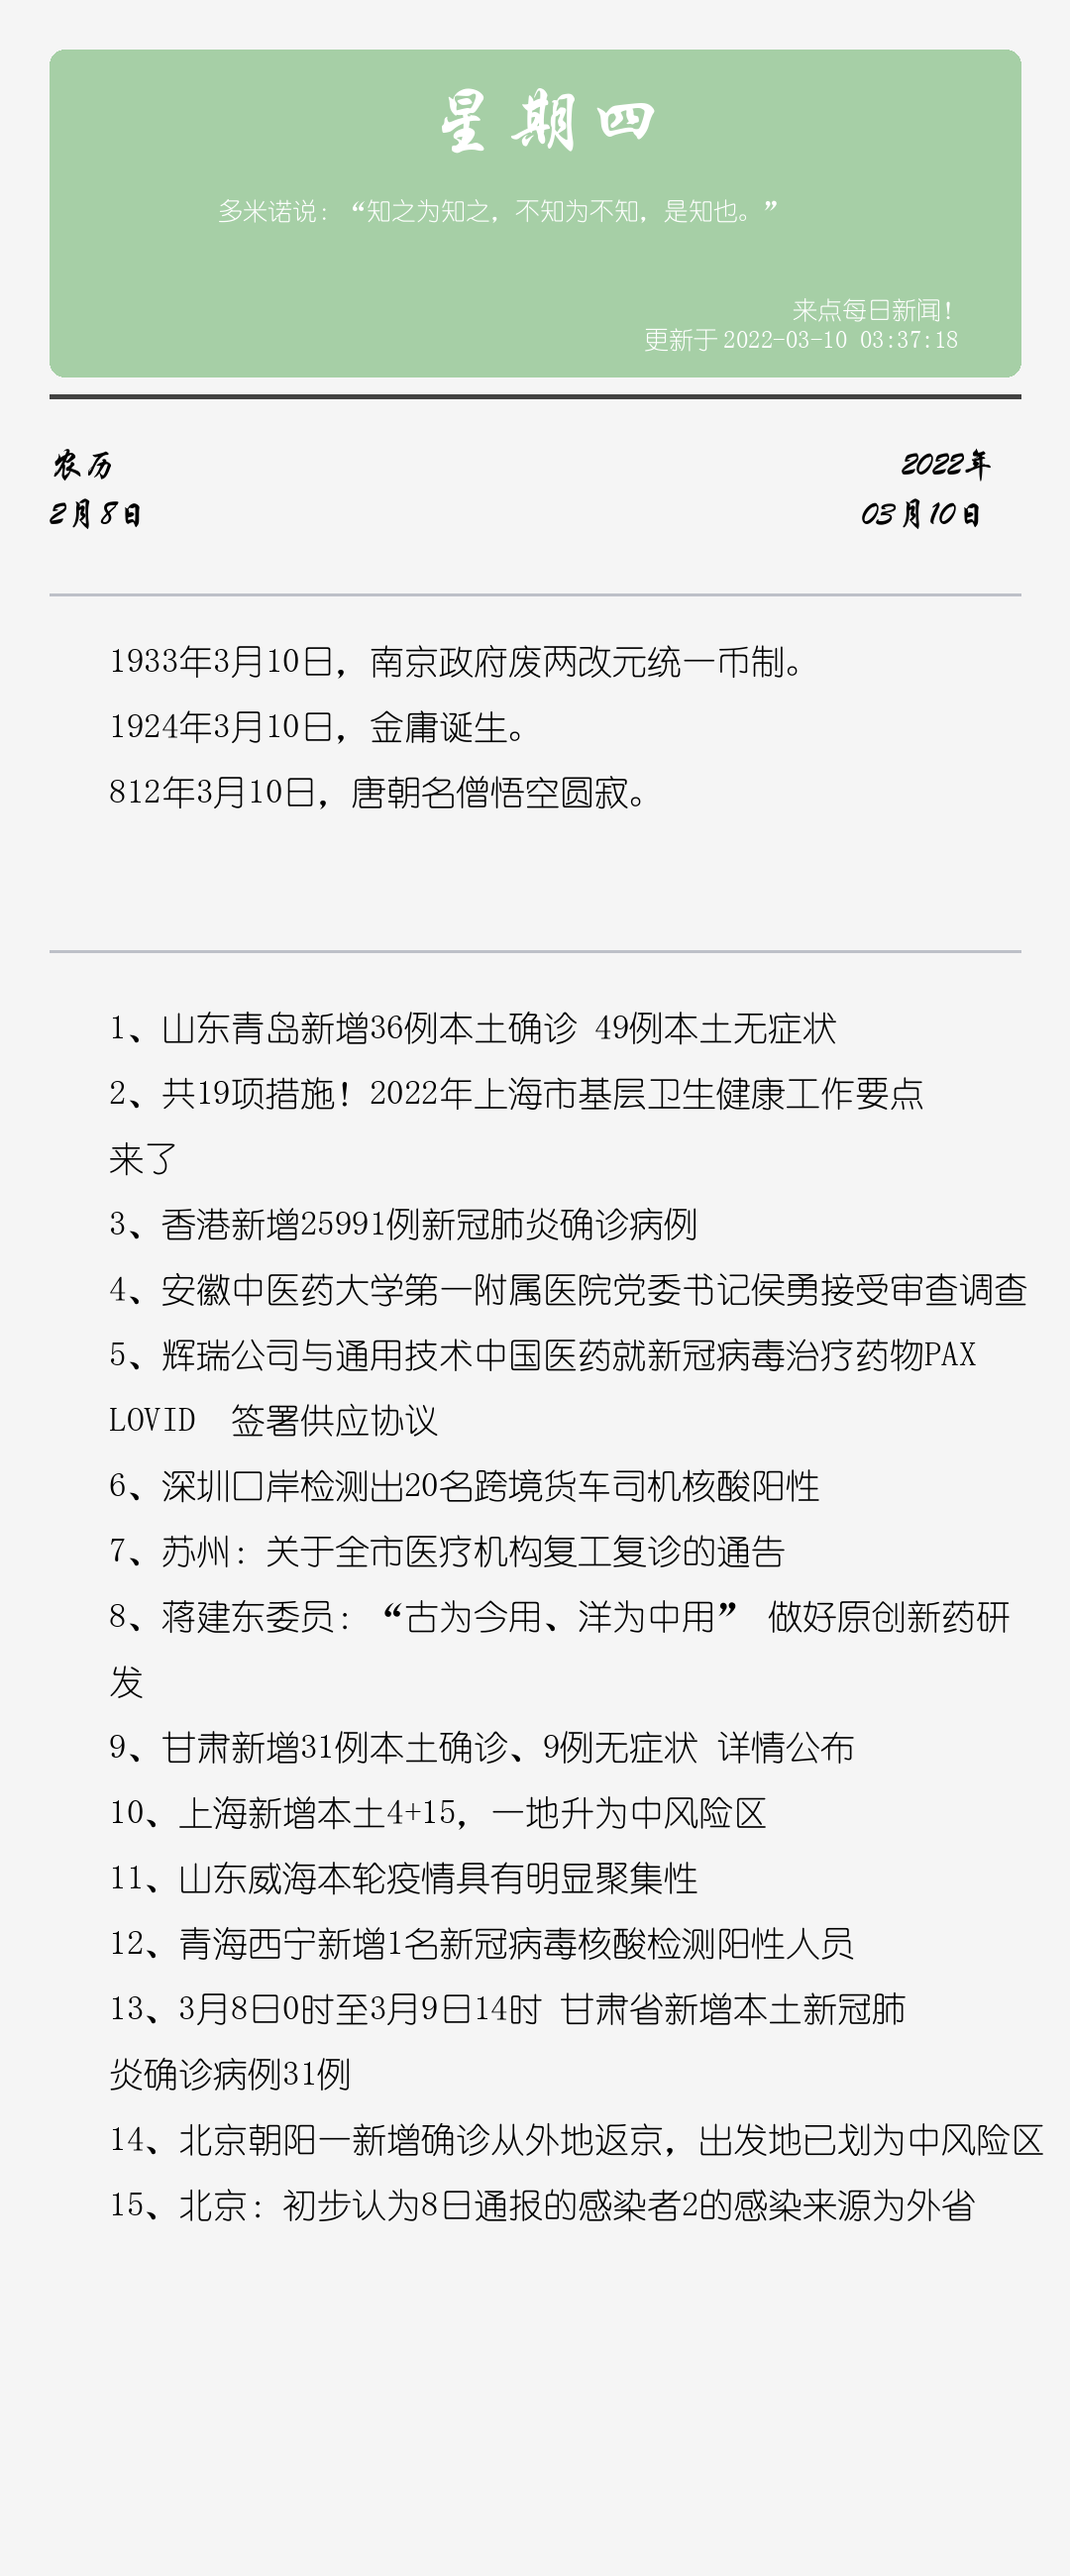 星期四
多米诺说：“知之为知之，不知为不知，是知也。”
来点每日新闻！
更新于 2022-03-10 03:37:18
农历
2022年
2月8日
03月10日
1933年3月10日，南京政府废两改元统一币制。
1924年3月10日，金庸诞生。
812年3月10日，唐朝名僧悟空圆寂。
1、山东青岛新增36例本土确诊 49例本土无症状
2、共19项措施！2022年上海市基层卫生健康工作要点
来了
3、香港新增25991例新冠肺炎确诊病例
4、安徽中医药大学第一附属医院党委书记侯勇接受审查调查
5、辉瑞公司与通用技术中国医药就新冠病毒治疗药物PAX
LOVID  签署供应协议
6、深圳口岸检测出20名跨境货车司机核酸阳性
7、苏州：关于全市医疗机构复工复诊的通告
8、蒋建东委员：“古为今用、洋为中用” 做好原创新药研
发
9、甘肃新增31例本土确诊、9例无症状 详情公布
10、上海新增本土4+15，一地升为中风险区
11、山东威海本轮疫情具有明显聚集性
12、青海西宁新增1名新冠病毒核酸检测阳性人员
13、3月8日0时至3月9日14时 甘肃省新增本土新冠肺
炎确诊病例31例
14、北京朝阳一新增确诊从外地返京，出发地已划为中风险区
15、北京：初步认为8日通报的感染者2的感染来源为外省